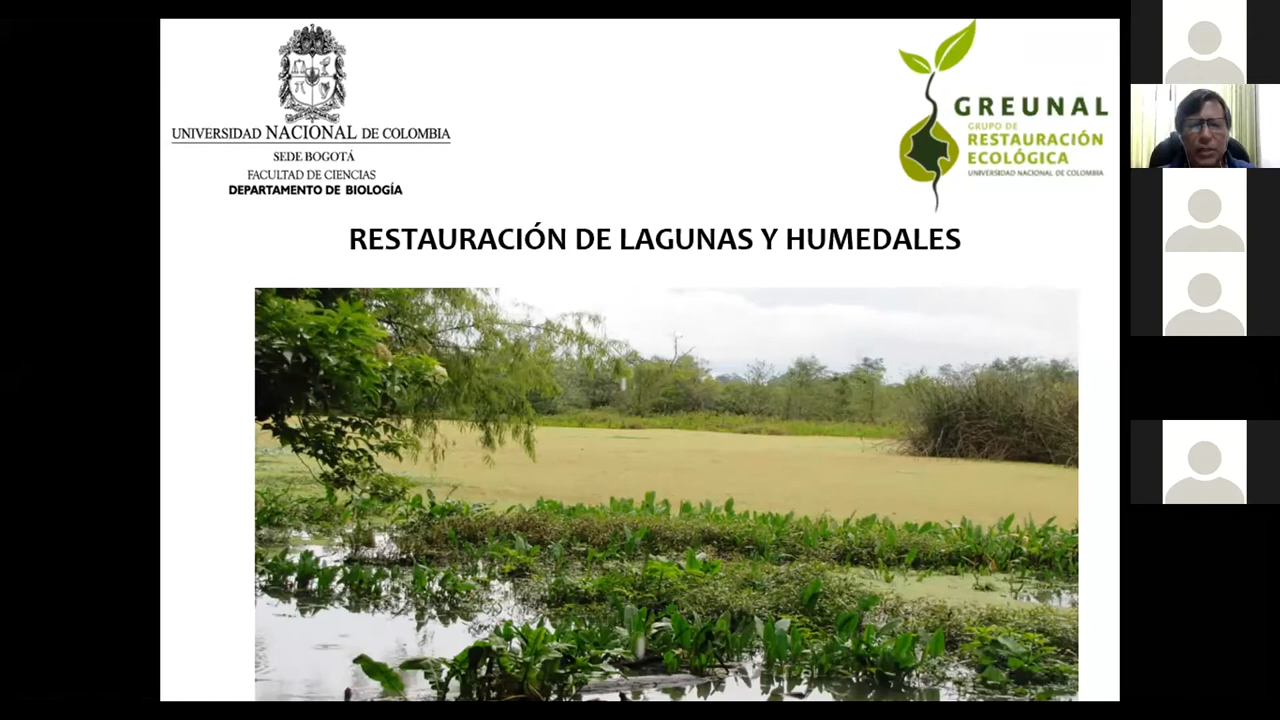 UNIVERSIDAD NACIONAL DE COLOMBIA
SEDE BOGOTÁ
FACULTAD DE CIENCIAS
DEPARTAMENTO DE BIOLOGÍA
GREUNAL
GRUPO DE
RESTAURACIÓN
ECOLÓGICA
UNIVERSIDAD NACIONAL DE COLOMBIA
RESTAURACIÓN DE LAGUNAS Y HUMEDALES